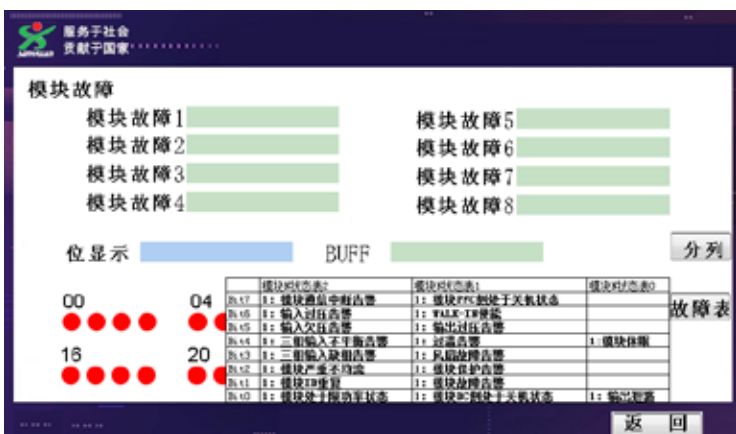 服务于社会
贡献于国家
模块故障
模块故障1
模块故障5
模块故障2
模块故障6
模块故障3
模块故障7
模块故障4
模块故障8
位显示
BUFF
分列
模块#状态表2
模块#状态表1
模块#状态表0
00
04
故障表
16
20
Bit7
1: 模块通信中断告警
1: 模块PFC侧处于关机状态
Bit6
1: 输入过压告警
1: WALK-IN使能
Bit5
1: 输入欠压告警
1: 输出过压告警
Bit4
1: 三相输入不平衡告警
1: 过温告警
1:模块休眠
Bit3
1: 三相输入缺相告警
1: 风扇故障告警
Bit2
1: 模块严重不均流
1: 模块保护告警
Bit1
1: 模块ID重复
1: 模块故障告警
Bit0
1: 模块处于限功率状态
1: 模块DC侧处于关机状态
1: 输出短路
返 回